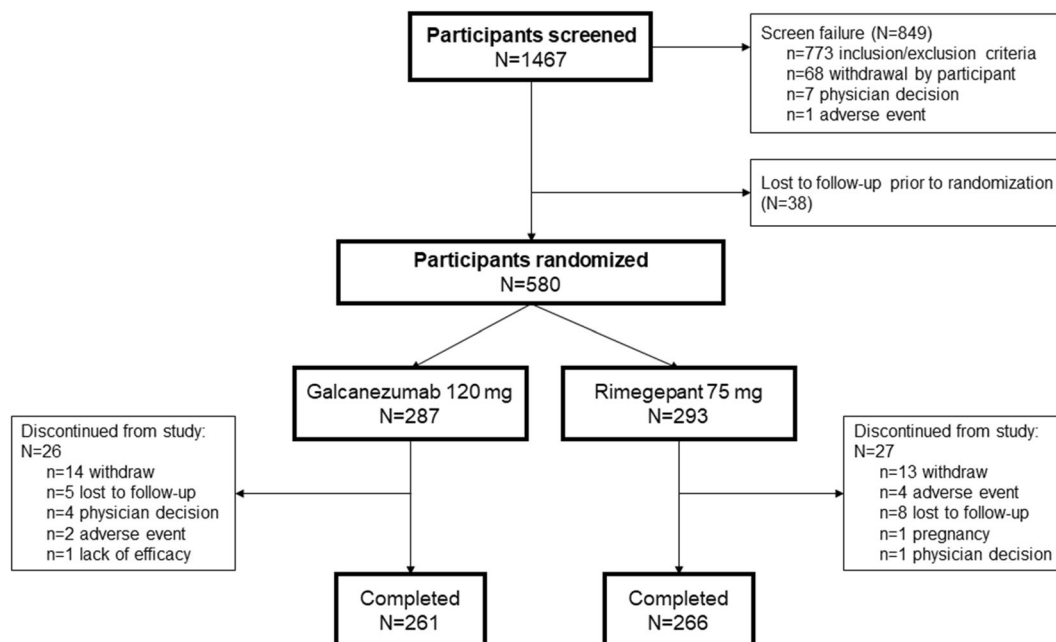 Participants screened
N=1467
Screen failure (N=849)
n=773 inclusion/exclusion criteria
n=68 withdrawal by participant
n=7 physician decision
n=1 adverse event
Lost to follow-up prior to randomization
(N=38)
Participants randomized
N=580
Galcanezumab 120 mg
N=287
Rimegepant 75 mg
N=293
Discontinued from study:
N=26
n=14 withdraw
n=5 lost to follow-up
n=4 physician decision
n=2 adverse event
n=1 lack of efficacy
Discontinued from study:
N=27
n=13 withdraw
n=4 adverse event
n=8 lost to follow-up
n=1 pregnancy
n=1 physician decision
Completed
N=261
Completed
N=266